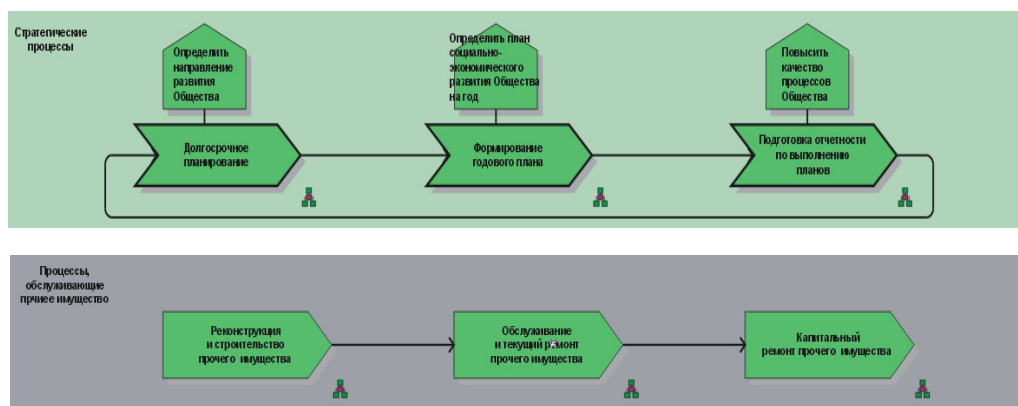 Стратегические
процессы
Определить
направление
развития
Общества
Определить план
социально-
экономического
развития Общества
на год
Повысить
качество
процессов
Общества
Долгосрочное
планирование
Формирование
годового плана
Подготовка отчетности
по выполнению
планов
Процессы,
обслуживающие
прчиее имущество
Реконструкция
и строительство
прочего имущества
Обслуживание
и текущий ремонт
прочего имущества
Капитальный
ремонт прочего имущества